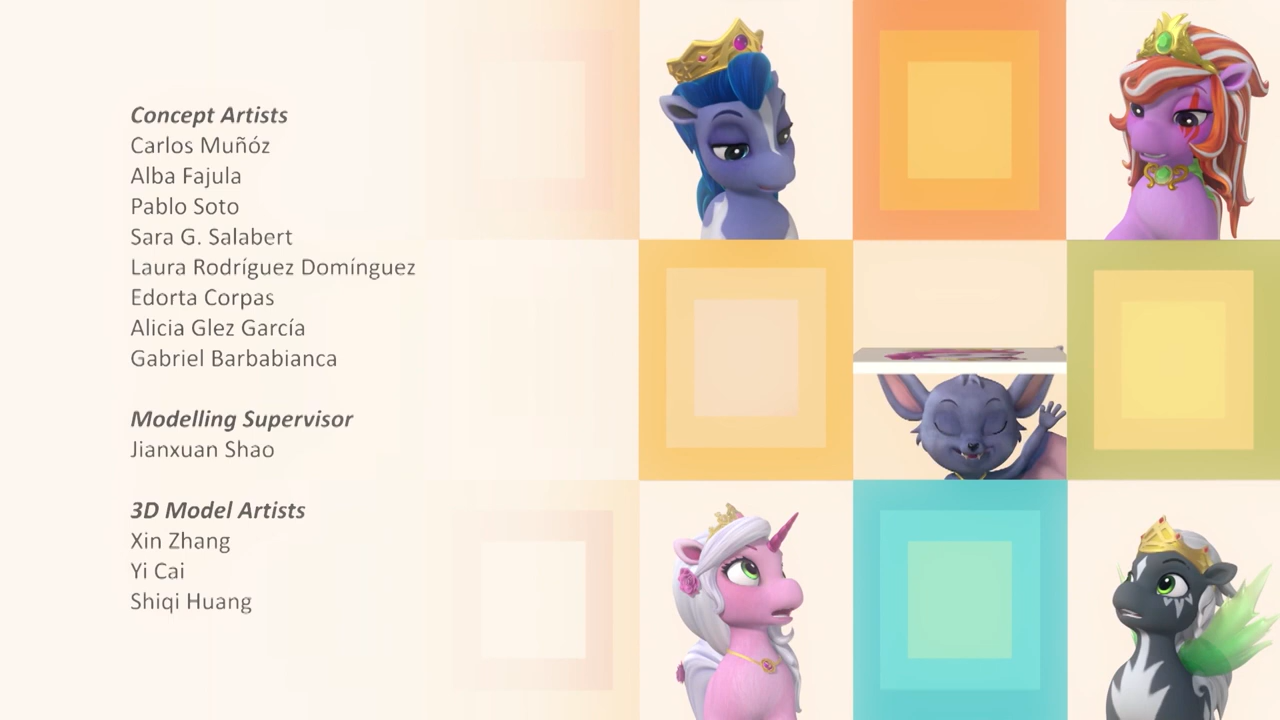 Concept Artists
Carlos Muñóz
Alba Fajula
Pablo Soto
Sara G. Salabert
Laura Rodríguez Domínguez
Edorta Corpas
Alicia Glez García
Gabriel Barbabianca
Modelling Supervisor
Jianxuan Shao
3D Model Artists
Xin Zhang
Yi Cai
Shiqi Huang